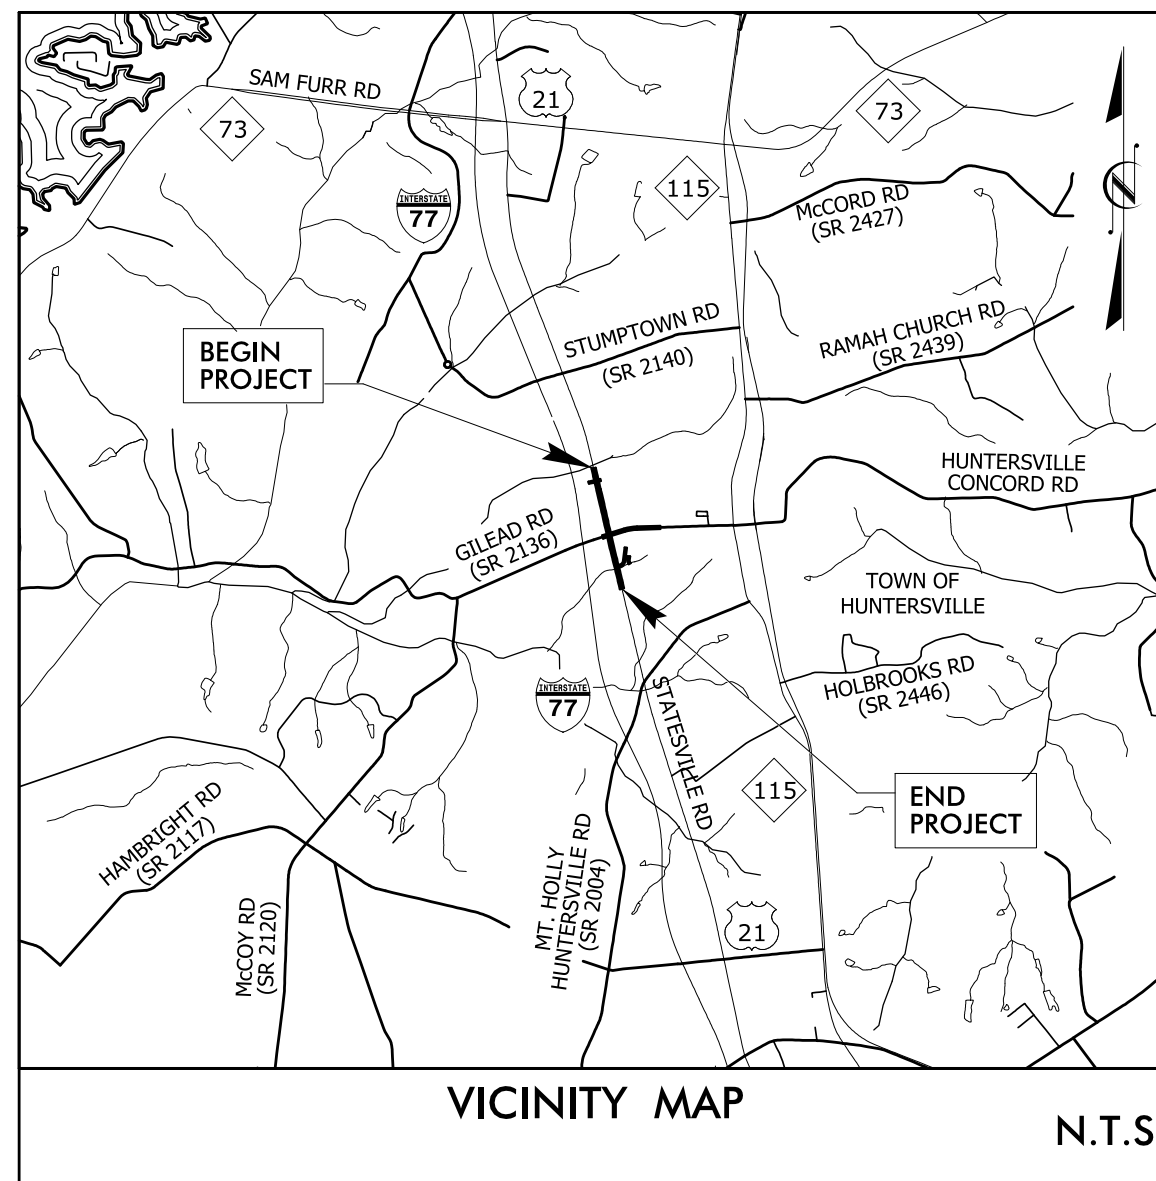 SAM FURR RD
73
21
73
115
INTERSTATE
77
McCORD RD
(SR 2427)
STUMPTOWN RD
(SR 2140)
RAMAH CHURCH RD
(SR 2439)
BEGIN
PROJECT
HUNTERSVILLE
CONCORD RD
GILEAD RD
(SR 2136)
TOWN OF
HUNTERSVILLE
HOLBROOKS RD
(SR 2446)
INTERSTATE
77
STATESVILLE RD
115
END
PROJECT
HAMBRIGHT RD
(SR 2117)
McCOY RD
(SR 2120)
MT. HOLLY
HUNTERSVILLE RD
(SR 2004)
21
N
VICINITY MAP
N.T.S